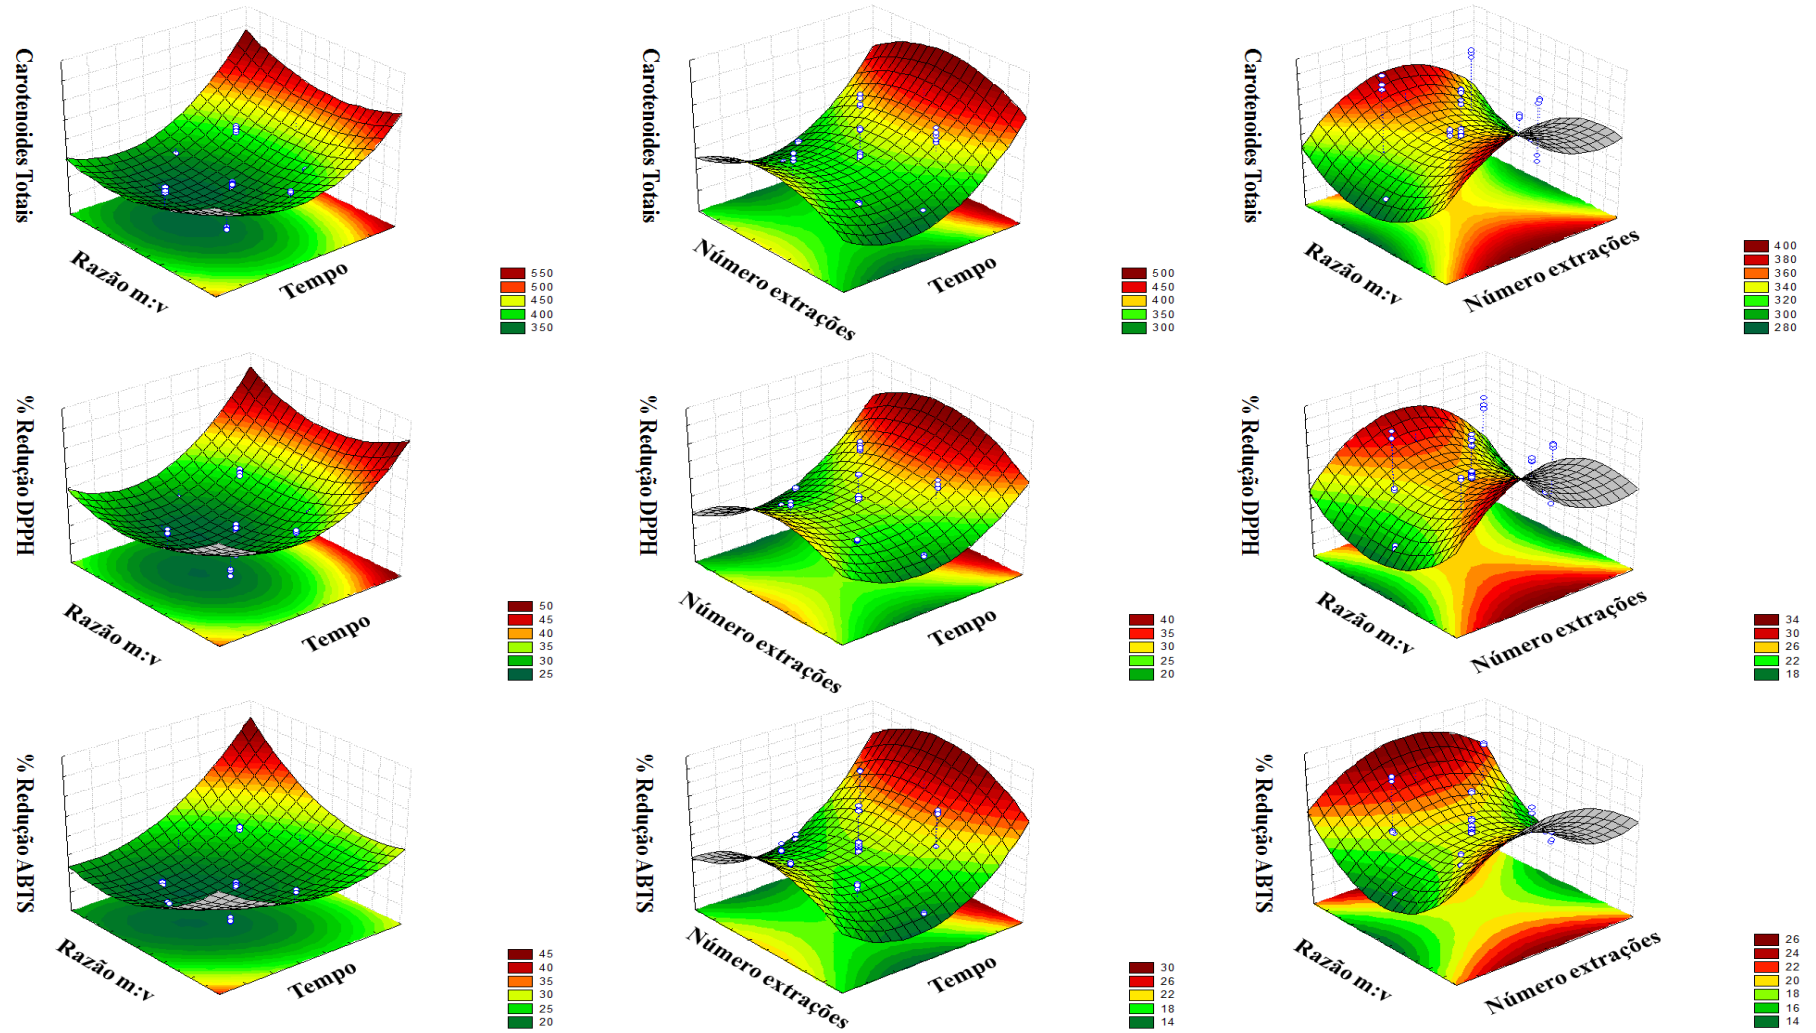 Carotenoides Totais
Razão m:v
Tempo
550
500
450
400
350
Carotenoides Totais
Número extrações
Tempo
500
450
400
350
300
Carotenoides Totais
Razão m:v
Número extrações
400
380
360
340
320
300
280
% Redução DPPH
Razão m:v
Tempo
50
45
40
35
30
25
% Redução DPPH
Número extrações
Tempo
40
35
30
25
20
% Redução DPPH
Razão m:v
Número extrações
34
30
26
22
18
% Redução ABTS
Razão m:v
Tempo
45
40
35
30
25
20
% Redução ABTS
Número extrações
Tempo
30
26
22
18
14
% Redução ABTS
Razão m:v
Número extrações
26
24
22
20
18
16
14